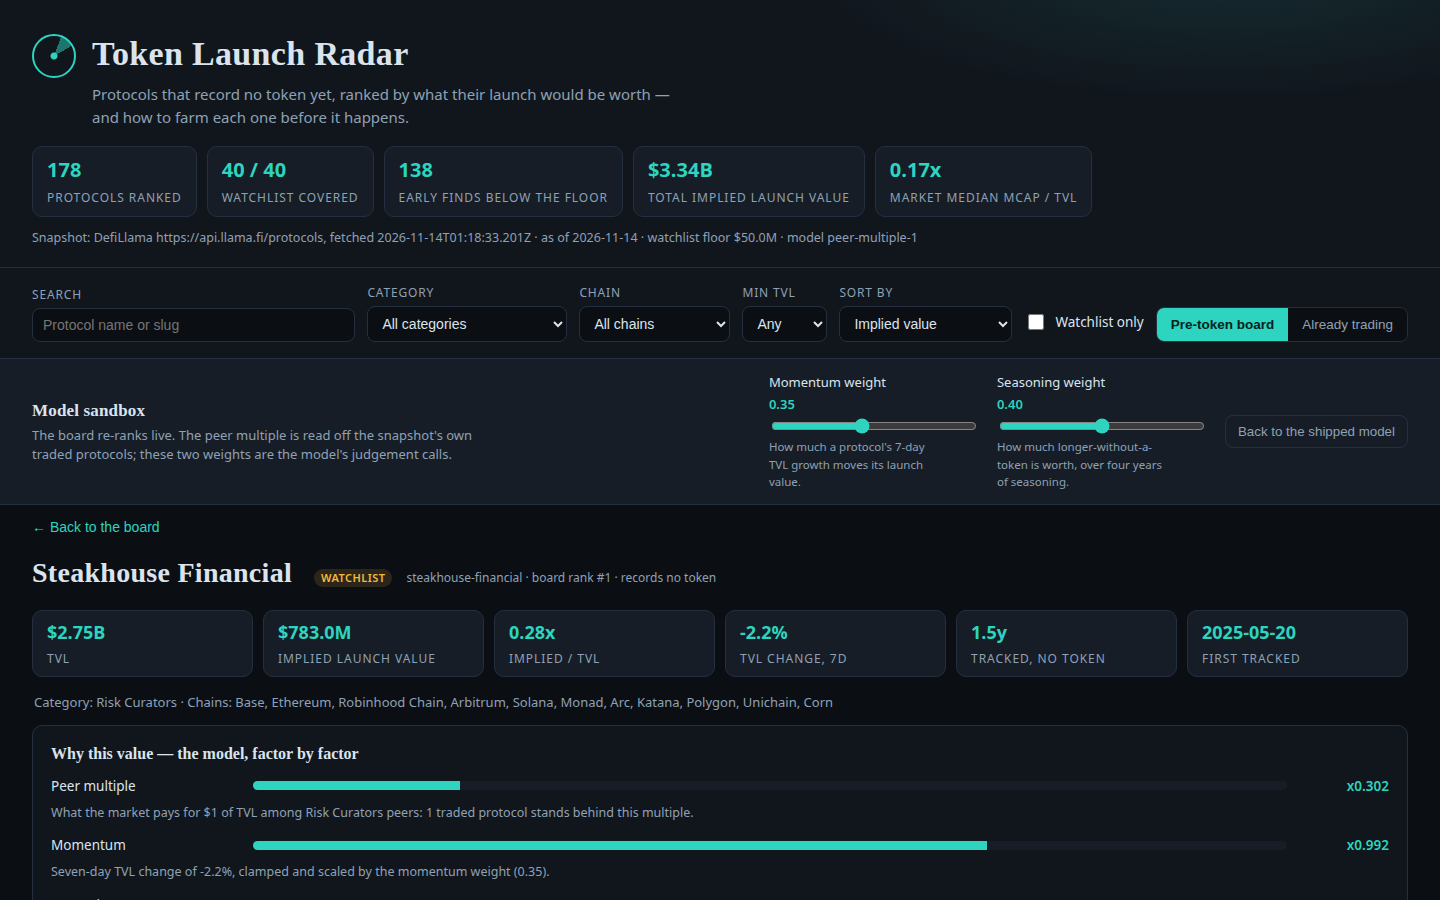 Token Launch Radar
Protocols that record no token yet, ranked by what their launch would be worth —
and how to farm each one before it happens.
178
PROTOCOLS RANKED
40 / 40
WATCHLIST COVERED
138
EARLY FINDS BELOW THE FLOOR
$3.34B
TOTAL IMPLIED LAUNCH VALUE
0.17x
MARKET MEDIAN MCAP / TVL
Snapshot: DefiLlama https://api.llama.fi/protocols, fetched 2026-11-14T01:18:33.201Z · as of 2026-11-14 · watchlist floor $50.0M · model peer-multiple-1
SEARCH
Protocol name or slug
CATEGORY
All categories
CHAIN
All chains
MIN TVL
Any
SORT BY
Implied value
Watchlist only
Pre-token board
Already trading
Model sandbox
The board re-ranks live. The peer multiple is read off the snapshot's own
traded protocols; these two weights are the model's judgement calls.
Momentum weight
0.35
How much a protocol's 7-day
TVL growth moves its launch
value.
Seasoning weight
0.40
How much longer-without-a-
token is worth, over four years
of seasoning.
Back to the shipped model
← Back to the board
Steakhouse Financial
WATCHLIST
steakhouse-financial · board rank #1 · records no token
$2.75B
TVL
$783.0M
IMPLIED LAUNCH VALUE
0.28x
IMPLIED / TVL
-2.2%
TVL CHANGE, 7D
1.5y
TRACKED, NO TOKEN
2025-05-20
FIRST TRACKED
Category: Risk Curators · Chains: Base, Ethereum, Robinhood Chain, Arbitrum, Solana, Monad, Arc, Katana, Polygon, Unichain, Corn
Why this value — the model, factor by factor
Peer multiple
x0.302
What the market pays for $1 of TVL among Risk Curators peers: 1 traded protocol stands behind this multiple.
Momentum
x0.992
Seven-day TVL change of -2.2%, clamped and scaled by the momentum weight (0.35).